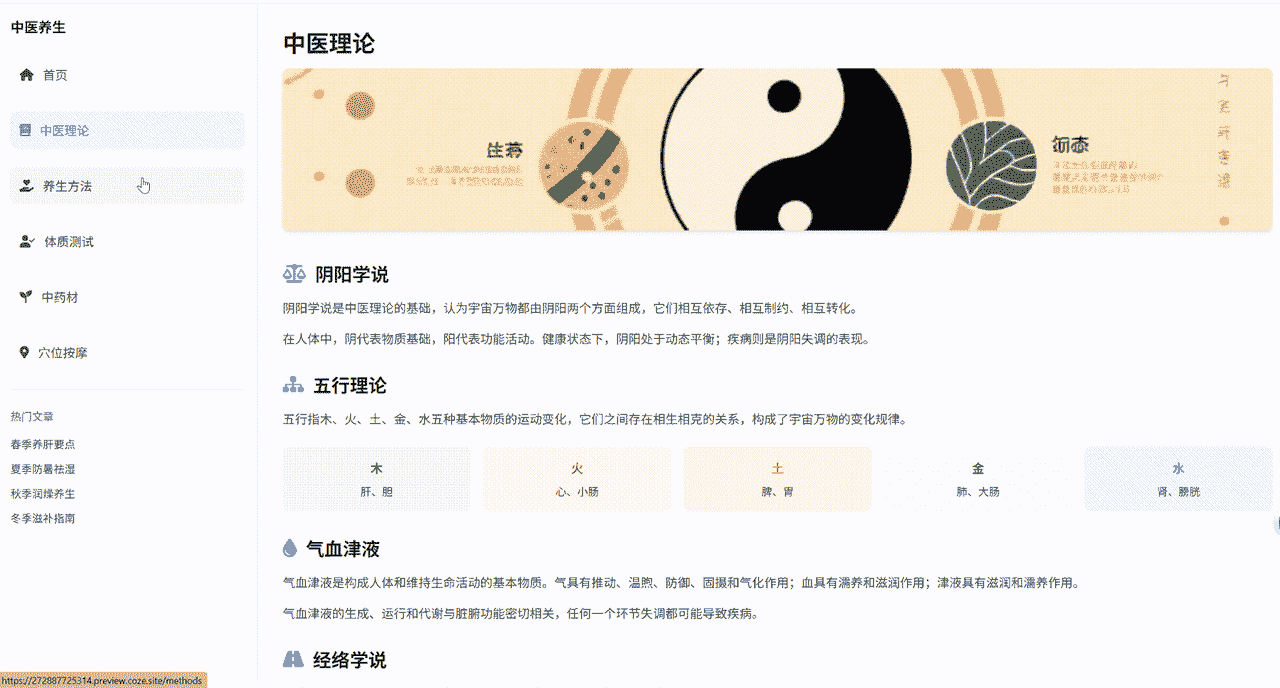 中医养生
首页
中医理论
养生方法
体质测试
中药材
穴位按摩
热门文章
春季养肝要点
夏季防暑祛湿
秋季润燥养生
冬季滋补指南
中医理论
阴阳学说
阴阳学说是中医理论的基础，认为宇宙万物都由阴阳两个方面组成，它们相互依存、相互制约、相互转化。
在人体中，阴代表物质基础，阳代表功能活动。健康状态下，阴阳处于动态平衡；疾病则是阴阳失调的表现。
五行理论
五行指木、火、土、金、水五种基本物质的运动变化，它们之间存在相生相克的关系，构成了宇宙万物的变化规律。
木
肝、胆
火
心、小肠
土
脾、胃
金
肺、大肠
水
肾、膀胱
气血津液
气血津液是构成人体和维持生命活动的基本物质。气具有推动、温煦、防御、固摄和气化作用；血具有濡养和滋润作用；津液具有滋润和濡养作用。
气血津液的生成、运行和代谢与脏腑功能密切相关，任何一个环节失调都可能导致疾病。
经络学说
https://272887725314.preview.coze.site/methods